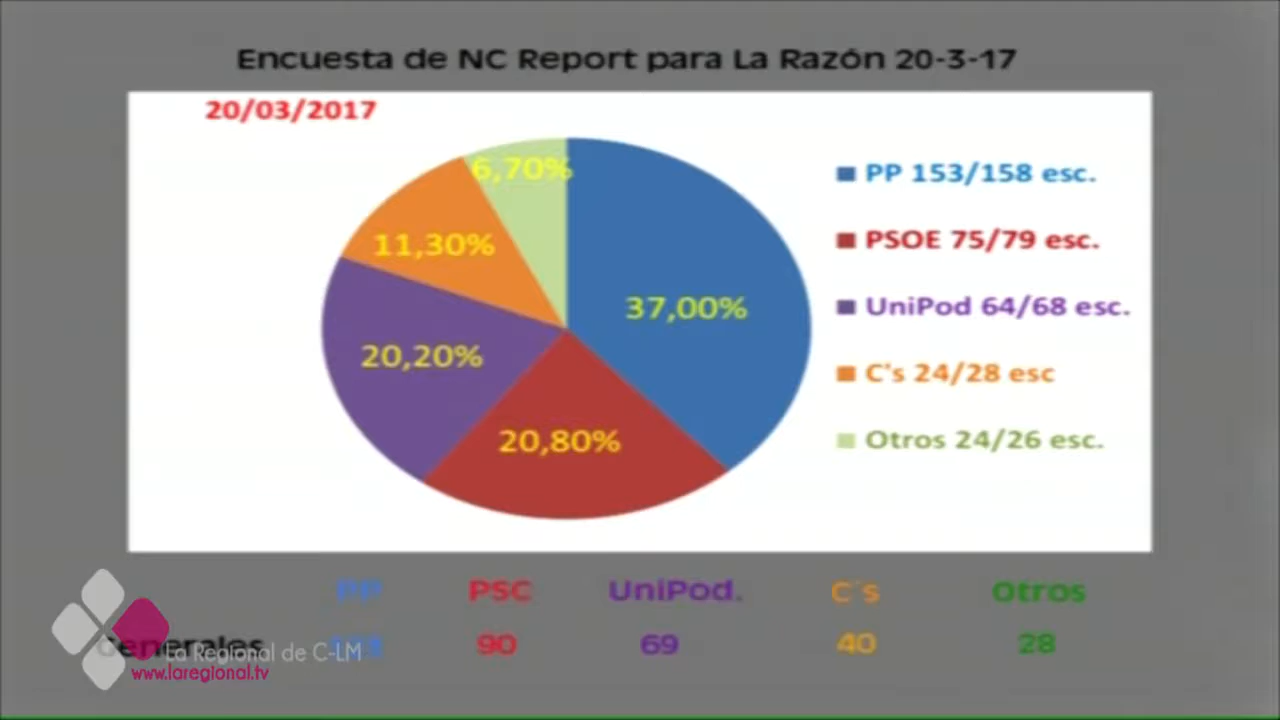 Encuesta de NC Report para La Razón 20-3-17
20/03/2017
6,70%
11,30%
37,00%
20,20%
20,80%
PP 153/158 esc.
PSOE 75/79 esc.
UniPod 64/68 esc.
C's 24/28 esc
Otros 24/26 esc.
PP PSC UniPod. C´s Otros
Generales 90 69 40 28
La Regional de C-LM
www.laregional.tv